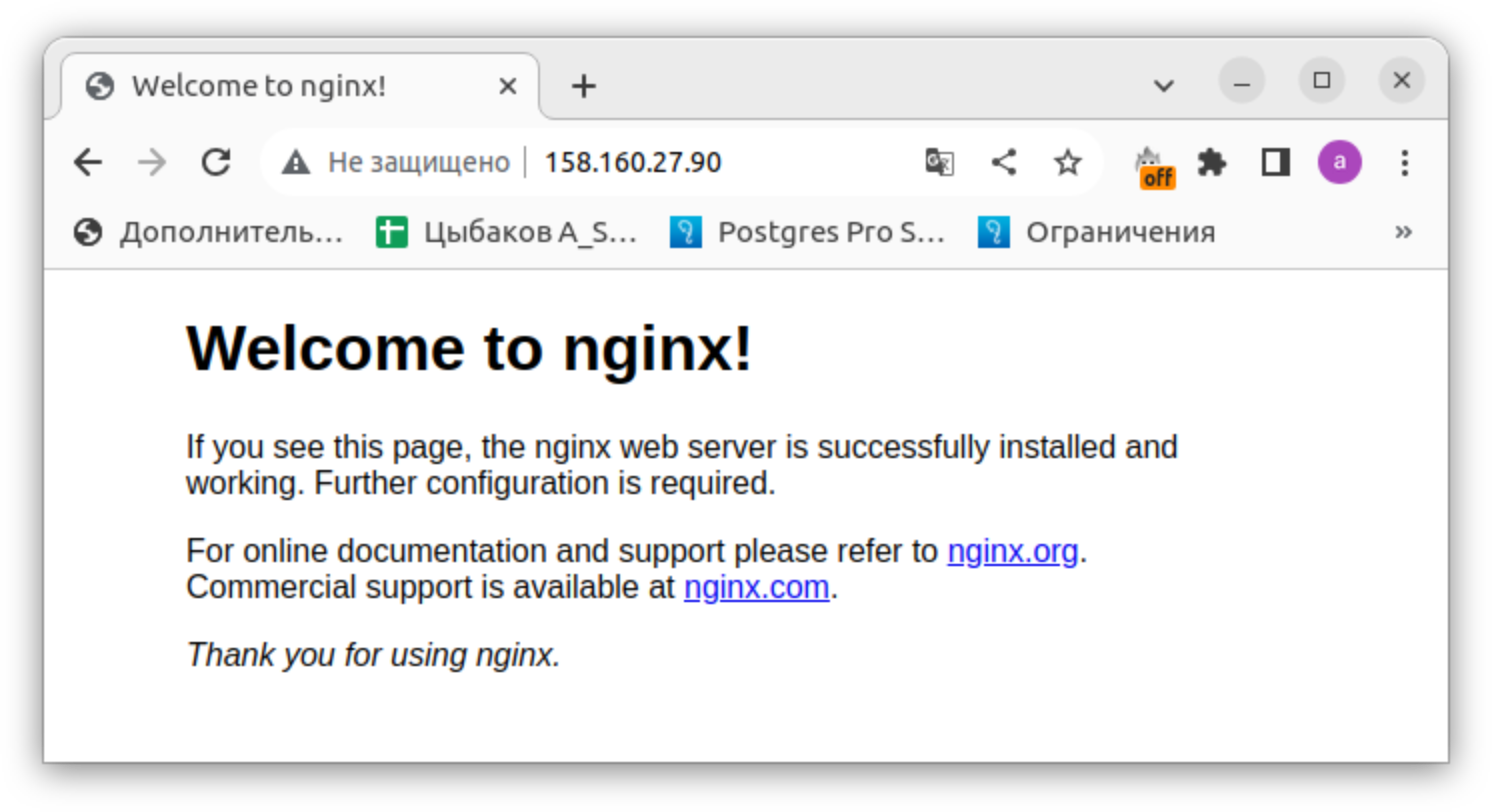 Welcome to nginx!
Не защищено 158.160.27.90
off
a
Дополнитель... Цыбаков A_S... Postgres Pro S... Ограничения »
Welcome to nginx!
If you see this page, the nginx web server is successfully installed and
working. Further configuration is required.
For online documentation and support please refer to nginx.org.
Commercial support is available at nginx.com.
Thank you for using nginx.